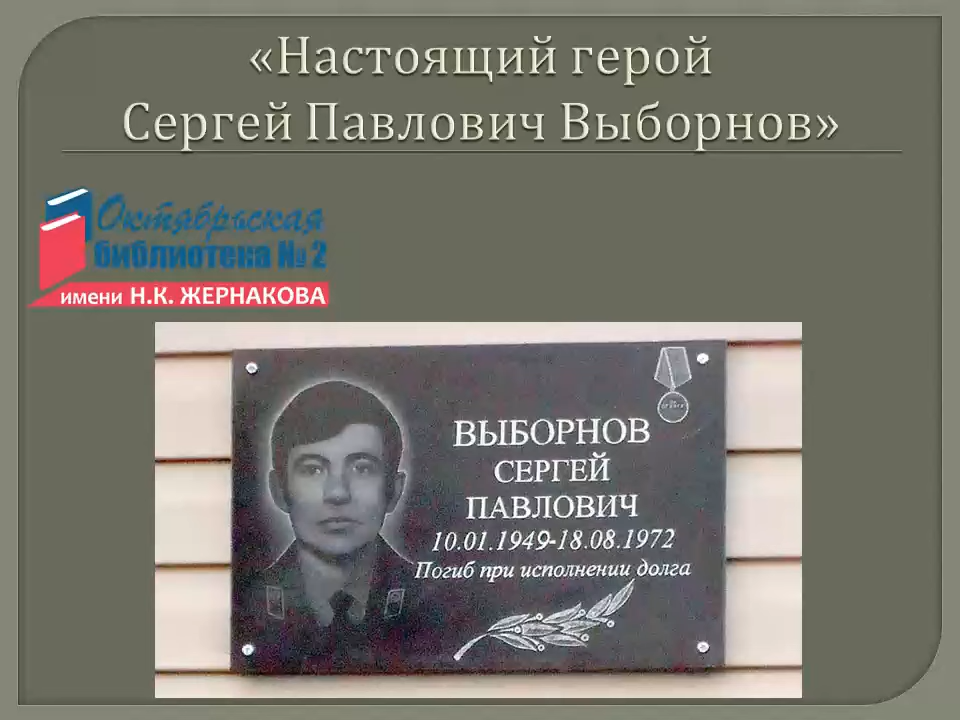 «Настоящий герой
Сергей Павлович Выборнов»
Октябрьская
библиотека № 2
имени Н.К. ЖЕРНАКОВА
ВЫБОРНОВ
СЕРГЕЙ
ПАВЛОВИЧ
10.01.1949-18.08.1972
Погиб при исполнении долга